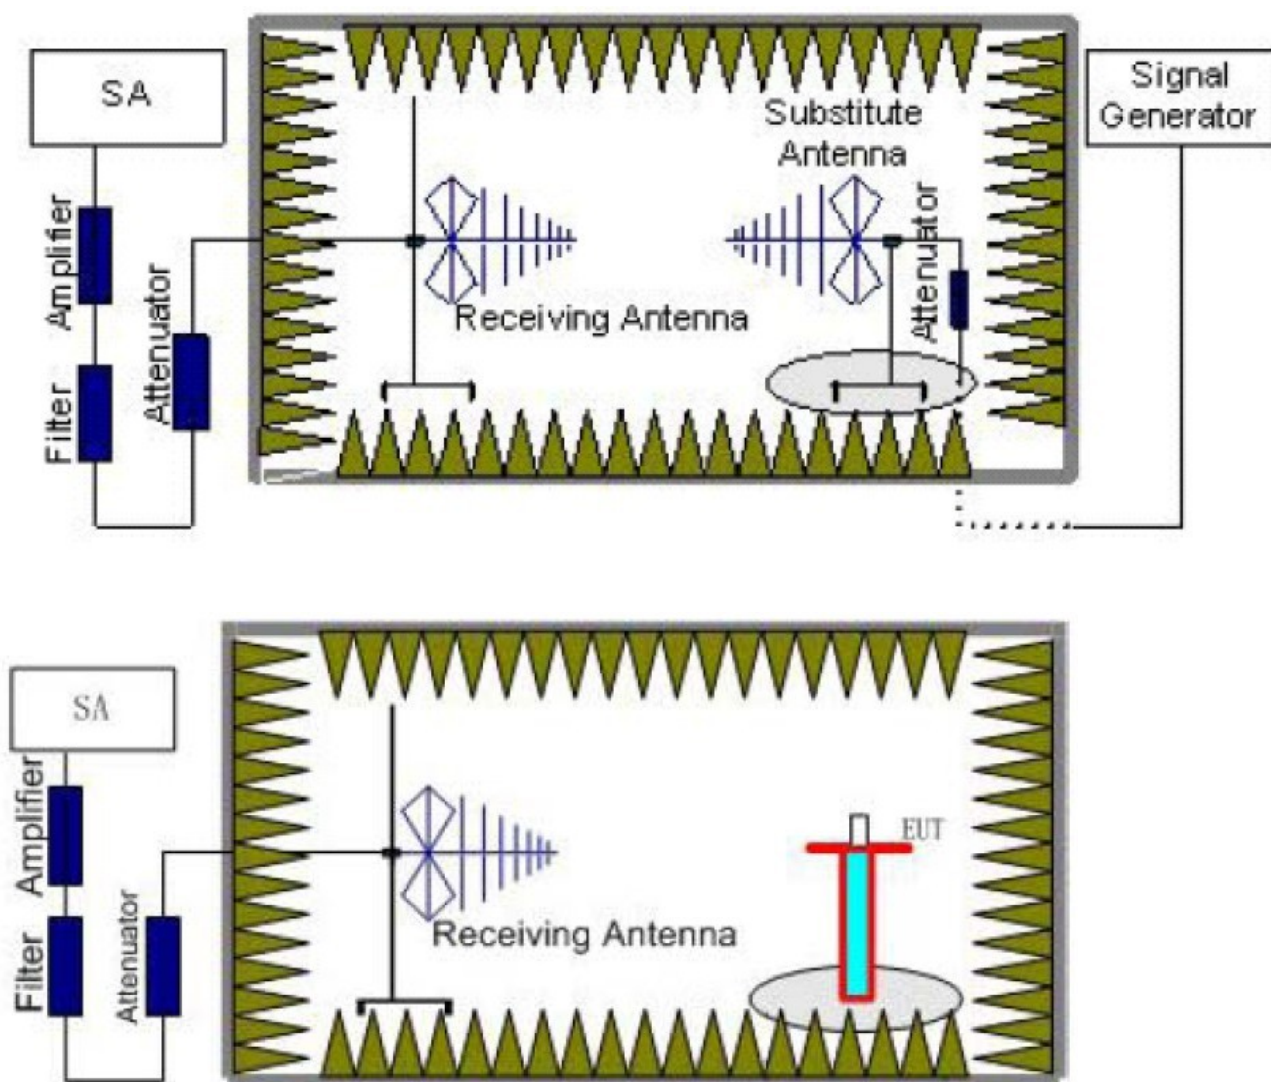 SA
Signal
Generator
Substitute
Antenna
Amplifier
Attenuator
Attenuator
Receiving Antenna
Filter
SA
Amplifier
EUT
Attenuator
Receiving Antenna
Filter